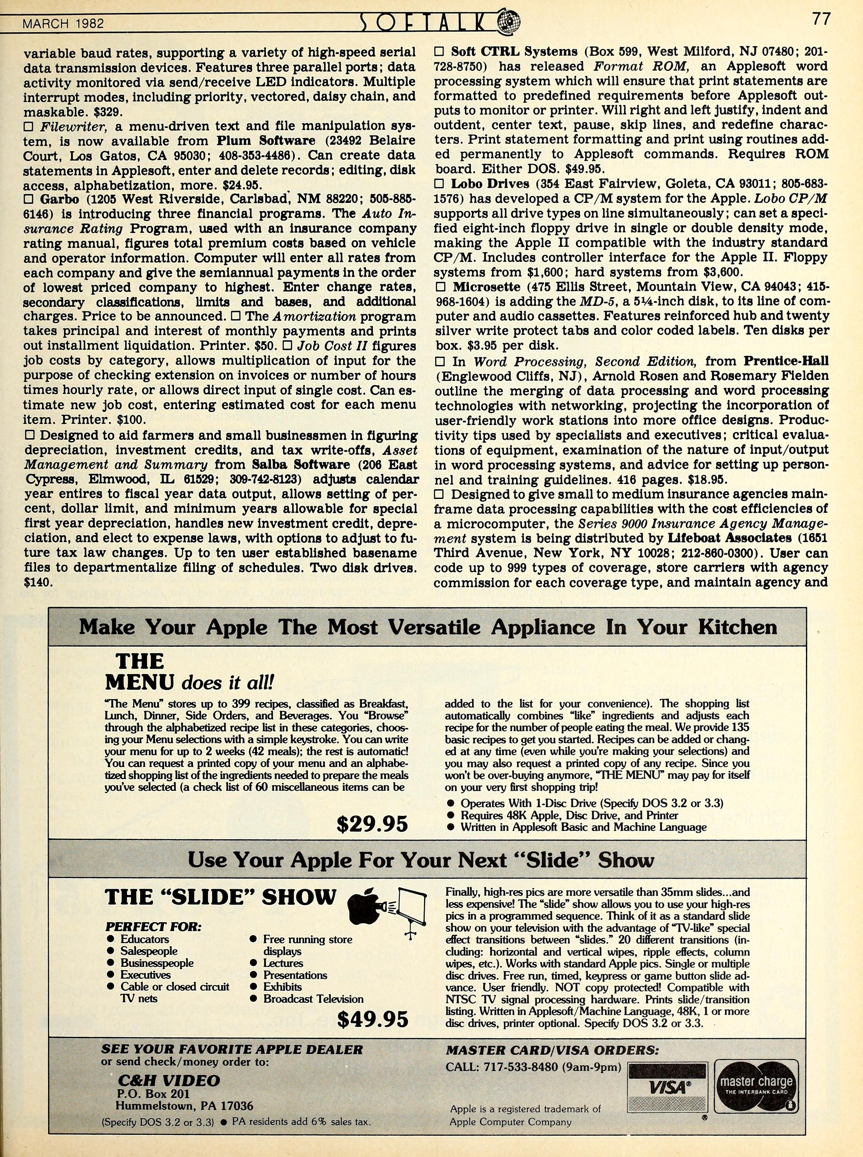 MARCH 1982
SOFTALK
77
variable baud rates, supporting a variety of high-speed serial
data transmission devices. Features three parallel ports; data
activity monitored via send/receive LED indicators. Multiple
interrupt modes, including priority, vectored, daisy chain, and
maskable. $329.
□ Filewriter, a menu-driven text and file manipulation sys-
tem, is now available from Plum Software (23492 Belaire
Court, Los Gatos, CA 95030; 408-353-4486). Can create data
statements in Applesoft, enter and delete records; editing, disk
access, alphabetization, more. $24.95.
□ Garbo (1205 West Riverside, Carlsbad, NM 88220; 505-885-
6146) is introducing three financial programs. The Auto In-
surance Rating Program, used with an insurance company
rating manual, figures total premium costs based on vehicle
and operator information. Computer will enter all rates from
each company and give the semiannual payments in the order
of lowest priced company to highest. Enter change rates,
secondary classifications, limits and bases, and additional
charges. Price to be announced. □ The Amortization program
takes principal and interest of monthly payments and prints
out installment liquidation. Printer. $50. □ Job Cost II figures
job costs by category, allows multiplication of input for the
purpose of checking extension on invoices or number of hours
times hourly rate, or allows direct input of single cost. Can es-
timate new job cost, entering estimated cost for each menu
item. Printer. $100.
□ Designed to aid farmers and small businessmen in figuring
depreciation, investment credits, and tax write-offs, Asset
Management and Summary from Salba Software (206 East
Cypress, Elmwood, IL 61529; 309-742-8123) adjusts calendar
year entires to fiscal year data output, allows setting of per-
cent, dollar limit, and minimum years allowable for special
first year depreciation, handles new investment credit, depre-
ciation, and elect to expense laws, with options to adjust to fu-
ture tax law changes. Up to ten user established basename
files to departmentalize filing of schedules. Two disk drives.
$140.
□ Soft CTRL Systems (Box 599, West Milford, NJ 07480; 201-
728-8750) has released Format ROM, an Applesoft word
processing system which will ensure that print statements are
formatted to predefined requirements before Applesoft out-
puts to monitor or printer. Will right and left justify, indent and
outdent, center text, pause, skip lines, and redefine charac-
ters. Print statement formatting and print using routines add-
ed permanently to Applesoft commands. Requires ROM
board. Either DOS. $49.95.
□ Lobo Drives (354 East Fairview, Goleta, CA 93011; 805-683-
1576) has developed a CP/M system for the Apple. Lobo CP/M
supports all drive types on line simultaneously; can set a speci-
fied eight-inch floppy drive in single or double density mode,
making the Apple II compatible with the industry standard
CP/M. Includes controller interface for the Apple II. Floppy
systems from $1,600; hard systems from $3,600.
□ Microsette (475 Ellis Street, Mountain View, CA 94043; 415-
968-1604) is adding the MD-5, a 5¼-inch disk, to its line of com-
puter and audio cassettes. Features reinforced hub and twenty
silver write protect tabs and color coded labels. Ten disks per
box. $3.95 per disk.
□ In Word Processing, Second Edition, from Prentice-Hall
(Englewood Cliffs, NJ), Arnold Rosen and Rosemary Fielden
outline the merging of data processing and word processing
technologies with networking, projecting the incorporation of
user-friendly work stations into more office designs. Produc-
tivity tips used by specialists and executives; critical evalua-
tions of equipment, examination of the nature of input/output
in word processing systems, and advice for setting up person-
nel and training guidelines. 416 pages. $18.95.
□ Designed to give small to medium insurance agencies main-
frame data processing capabilities with the cost efficiencies of
a microcomputer, the Series 9000 Insurance Agency Manage-
ment system is being distributed by Lifeboat Associates (1651
Third Avenue, New York, NY 10028; 212-860-0300). User can
code up to 999 types of coverage, store carriers with agency
commission for each coverage type, and maintain agency and
Make Your Apple The Most Versatile Appliance In Your Kitchen
THE
MENU does it all!
"The Menu" stores up to 399 recipes, classified as Breakfast,
Lunch, Dinner, Side Orders, and Beverages. You "Browse"
through the alphabetized recipe list in these categories, choos-
ing your Menu selections with a simple keystroke. You can write
your menu for up to 2 weeks (42 meals); the rest is automatic!
You can request a printed copy of your menu and an alphabe-
tized shopping list of the ingredients needed to prepare the meals
you've selected (a check list of 60 miscellaneous items can be
$29.95
added to the list for your convenience). The shopping list
automatically combines "like" ingredients and adjusts each
recipe for the number of people eating the meal. We provide 135
basic recipes to get you started. Recipes can be added or chang-
ed at any time (even while you're making your selections) and
you may also request a printed copy of any recipe. Since you
won't be over-buying anymore, "THE MENU" may pay for itself
on your very first shopping trip!
● Operates With 1-Disc Drive (Specify DOS 3.2 or 3.3)
● Requires 48K Apple, Disc Drive, and Printer
● Written in Applesoft Basic and Machine Language
Use Your Apple For Your Next "Slide" Show
THE "SLIDE" SHOW
PERFECT FOR:
● Educators
● Salespeople
● Businesspeople
● Executives
● Cable or closed circuit
TV nets
● Free running store
displays
● Lectures
● Presentations
● Exhibits
● Broadcast Television
$49.95
Finally, high-res pics are more versatile than 35mm slides...and
less expensive! The "slide" show allows you to use your high-res
pics in a programmed sequence. Think of it as a standard slide
show on your television with the advantage of "TV-like" special
effect transitions between "slides." 20 different transitions (in-
cluding: horizontal and vertical wipes, ripple effects, column
wipes, etc.). Works with standard Apple pics. Single or multiple
disc drives. Free run, timed, keypress or game button slide ad-
vance. User friendly. NOT copy protected! Compatible with
NTSC TV signal processing hardware. Prints slide/transition
listing. Written in Applesoft/Machine Language, 48K, 1 or more
disc drives, printer optional. Specify DOS 3.2 or 3.3.
SEE YOUR FAVORITE APPLE DEALER
or send check/money order to:
C&H VIDEO
P.O. Box 201
Hummelstown, PA 17036
(Specify DOS 3.2 or 3.3) ● PA residents add 6% sales tax.
MASTER CARD/VISA ORDERS:
CALL: 717-533-8480 (9am-9pm)
Apple is a registered trademark of
Apple Computer Company
VISA®
®
master charge
THE INTERBANK CARD